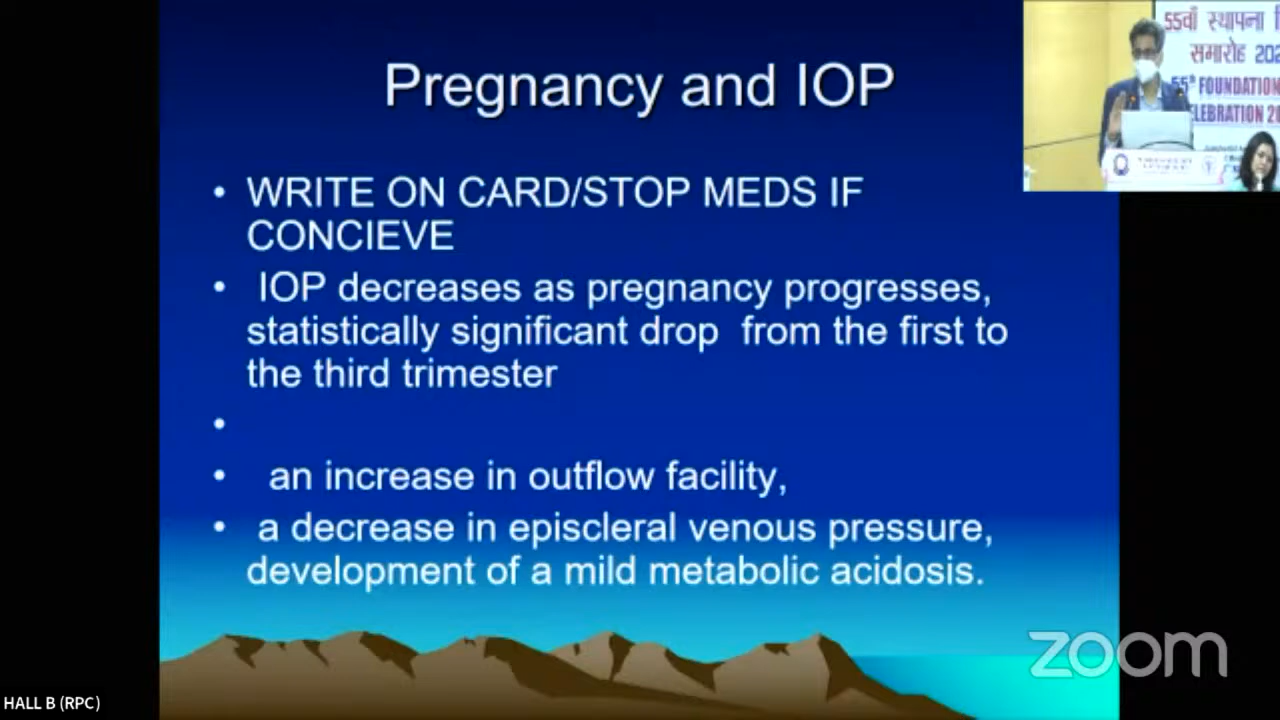 Pregnancy and IOP
• WRITE ON CARD/STOP MEDS IF
CONCIEVE
• IOP decreases as pregnancy progresses,
statistically significant drop from the first to
the third trimester
•
• an increase in outflow facility,
• a decrease in episcleral venous pressure,
development of a mild metabolic acidosis.
55वाँ स्थापना
समारोह 202
55th FOUNDATION
ELEBRATION 20
zoom
HALL B (RPC)